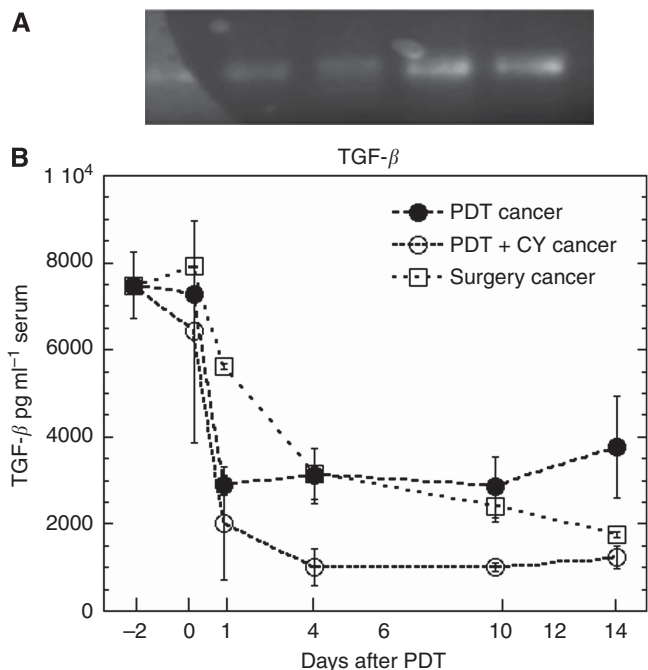 A
B
TGF-β
1 10⁴
8000
6000
4000
2000
0
TGF-β pg ml⁻¹ serum
PDT cancer
PDT + CY cancer
Surgery cancer
–2 0 1 4 6 10 12 14
Days after PDT